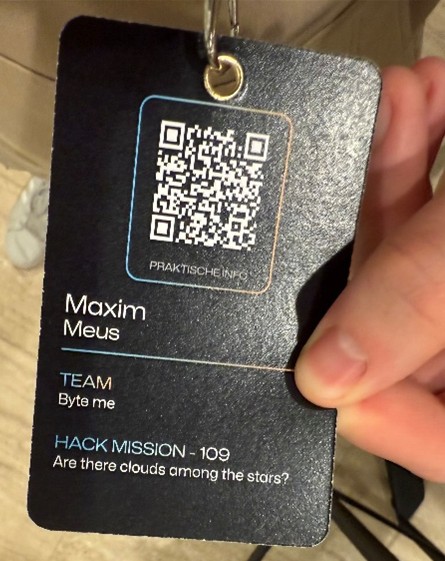 PRAKTISCHE INFO
Maxim
Meus
TEAM
Byte me
HACK MISSION - 109
Are there clouds among the stars?